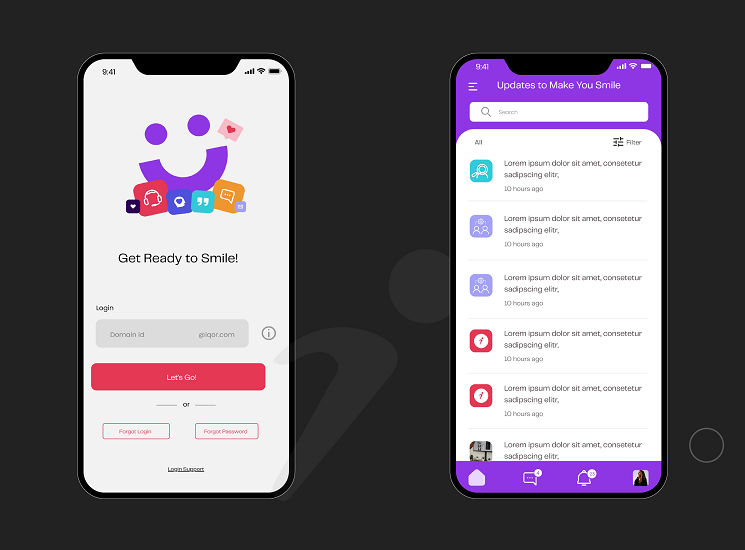 9:41
Get Ready to Smile!
Login
Domain id
Let's Go!
or
Forgot Login
Forgot Password
Login Support
9:41
Updates to Make You Smile
Search
All
Filter
Lorem ipsum dolor sit amet, consetetur
sadipscing elitr,
10 hours ago
Lorem ipsum dolor sit amet, consetetur
sadipscing elitr,
10 hours ago
Lorem ipsum dolor sit amet, consetetur
sadipscing elitr,
10 hours ago
Lorem ipsum dolor sit amet, consetetur
sadipscing elitr,
10 hours ago
Lorem ipsum dolor sit amet, consetetur
sadipscing elitr,
10 hours ago
Lorem ipsum dolor sit amet, consetetur
sadipscing elitr,
4